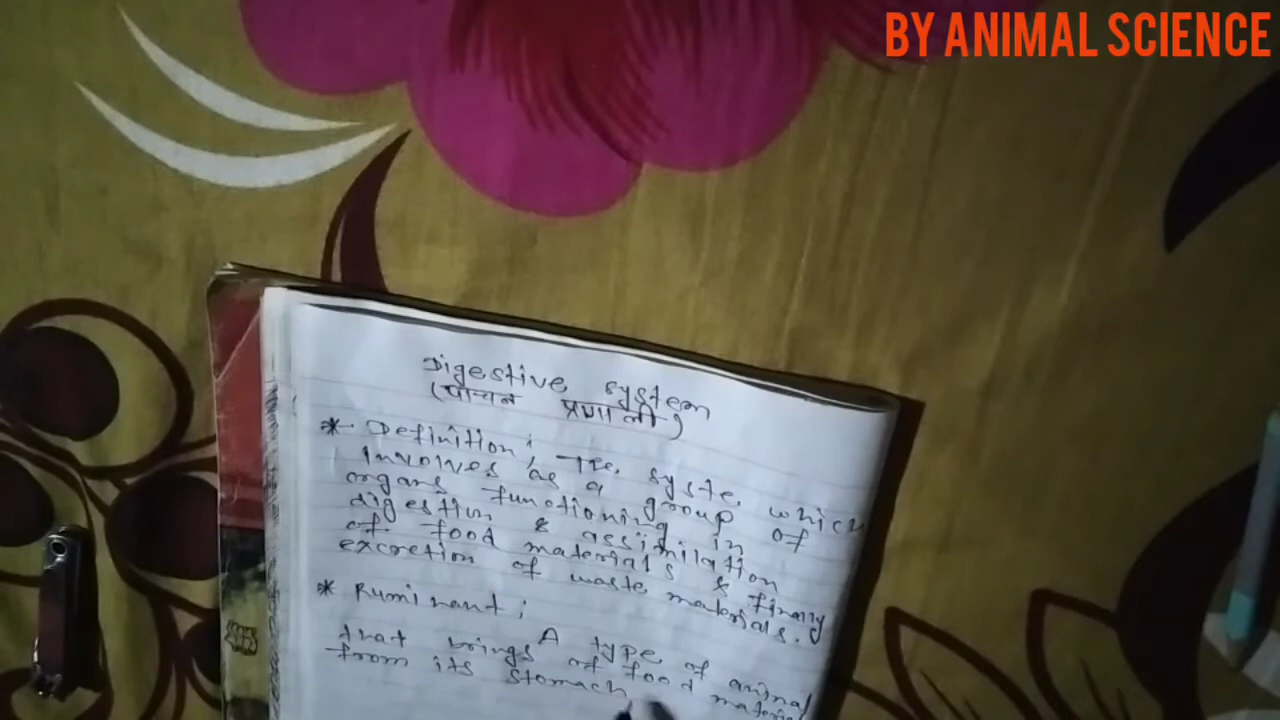 BY ANIMAL SCIENCE
Digestive system
(पाचन प्रणाली)
* Definition; The syste. which
involves as a group of
organs functioning in
digestion & assimilation of
of food materials & finally
excretion of waste materials.
* Ruminant;
A type of animal
that brings of food material
from its stomach